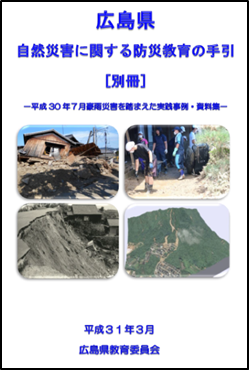 広島県
自然災害に関する防災教育の手引
[別冊]
－平成30年7月豪雨災害を踏まえた実践事例・資料集－
平成31年3月
広島県教育委員会